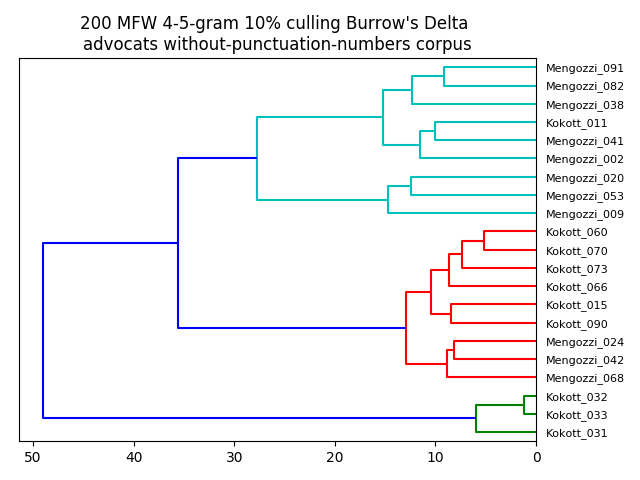 200 MFW 4-5-gram 10% culling Burrow's Delta
advocats without-punctuation-numbers corpus
Mengozzi_091
Mengozzi_082
Mengozzi_038
Kokott_011
Mengozzi_041
Mengozzi_002
Mengozzi_020
Mengozzi_053
Mengozzi_009
Kokott_060
Kokott_070
Kokott_073
Kokott_066
Kokott_015
Kokott_090
Mengozzi_024
Mengozzi_042
Mengozzi_068
Kokott_032
Kokott_033
Kokott_031
50 40 30 20 10 0